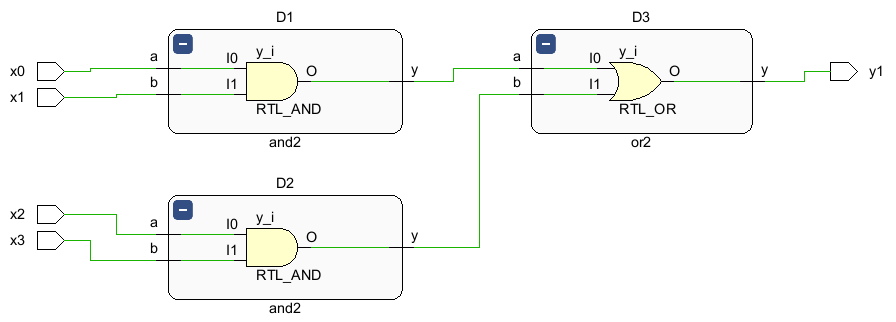 D1
x0
x1
a
b
I0
I1
y_i
O
RTL_AND
y
and2
D3
a
b
I0
I1
y_i
O
RTL_OR
y
or2
y1
D2
x2
x3
a
b
I0
I1
y_i
O
RTL_AND
y
and2